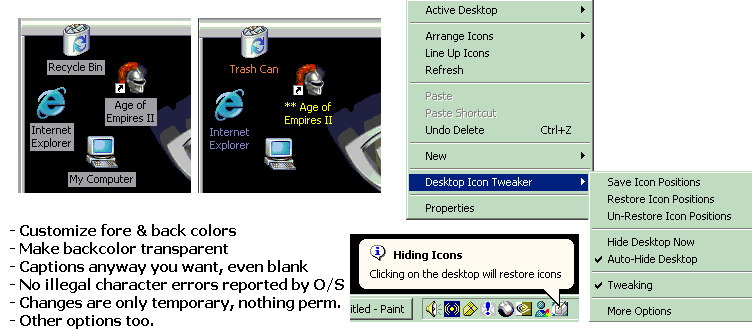 Recycle Bin
Age of
Empires II
Internet
Explorer
My Computer
Trash Can
** Age of
Empires II
Internet
Explorer
Active Desktop
Arrange Icons
Line Up Icons
Refresh
Paste
Paste Shortcut
Undo Delete Ctrl+Z
New
Desktop Icon Tweaker
Properties
Save Icon Positions
Restore Icon Positions
Un-Restore Icon Positions
Hide Desktop Now
Auto-Hide Desktop
Tweaking
More Options
- Customize fore & back colors
- Make backcolor transparent
- Captions anyway you want, even blank
- No illegal character errors reported by O/S
- Changes are only temporary, nothing perm.
- Other options too.
Hiding Icons
Clicking on the desktop will restore icons
itled - Paint